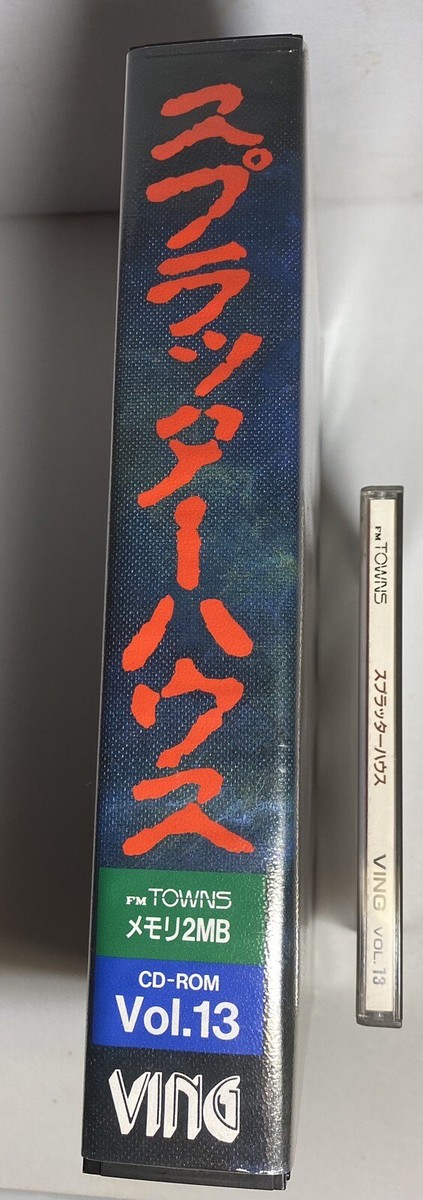 スプラッターハウス
FM TOWNS
メモリ2MB
CD-ROM
Vol.13
VING
FM TOWNS
スプラッターハウス
VING VOL. 13